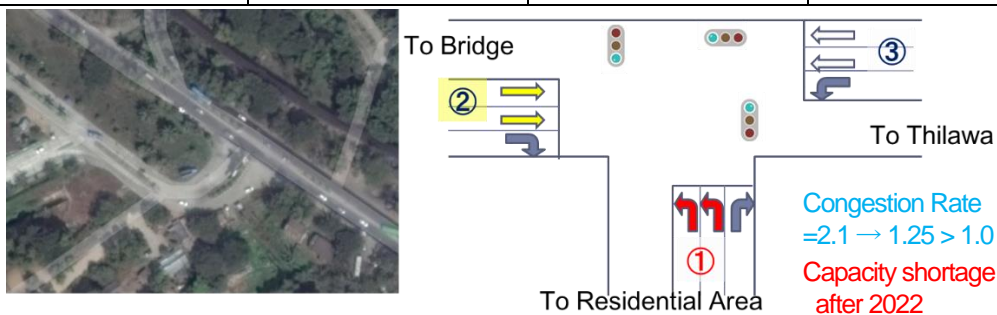 To Bridge
③
②
To Thilawa
Congestion Rate
=2.1 → 1.25 > 1.0
①
Capacity shortage
after 2022
To Residential Area